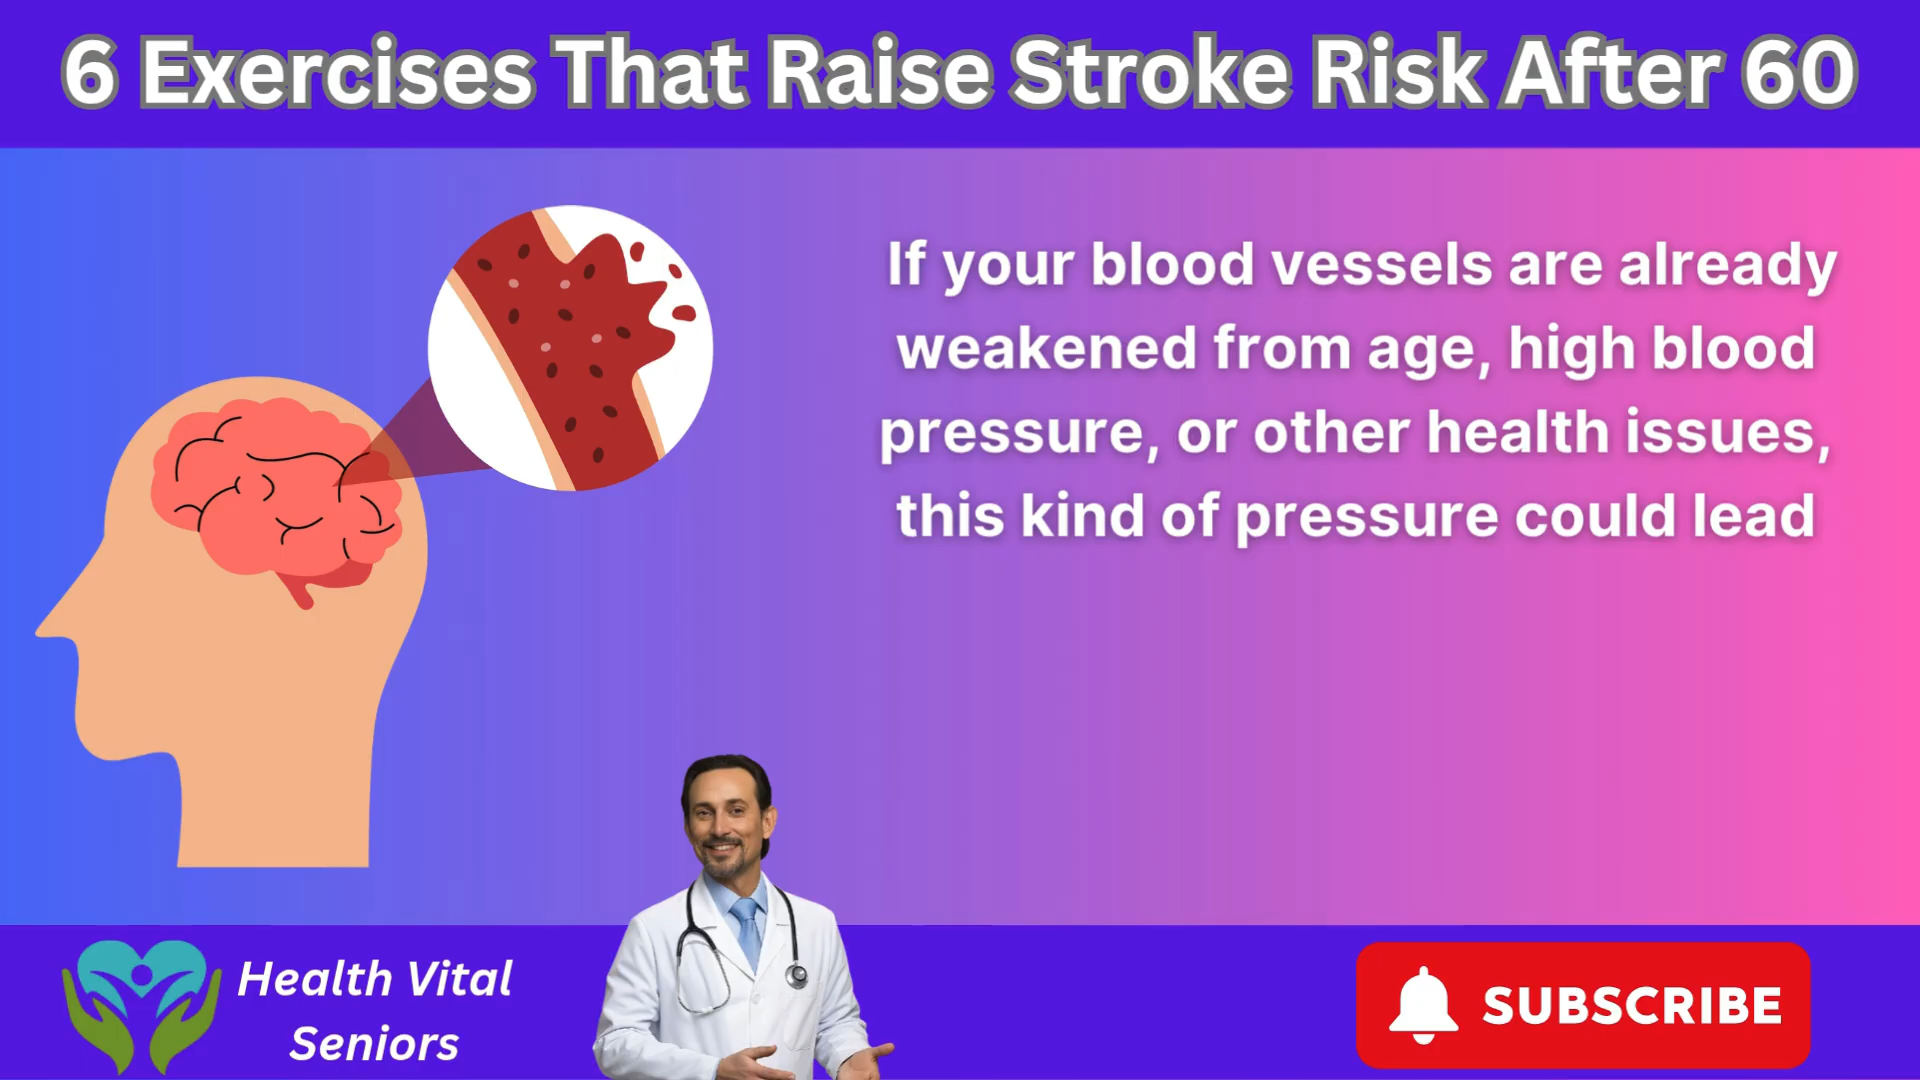 6 Exercises That Raise Stroke Risk After 60
If your blood vessels are already
weakened from age, high blood
pressure, or other health issues,
this kind of pressure could lead
Health Vital
Seniors
SUBSCRIBE